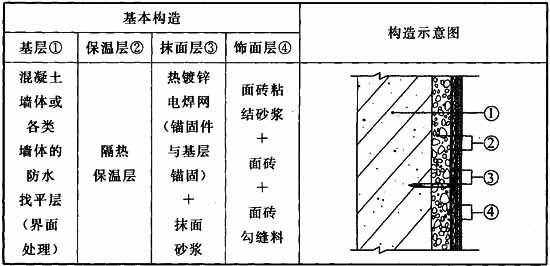 基本构造
构造示意图
基层①
保温层②
抹面层③
饰面层④
混凝土
墙体或
各类
墙体的
防水
找平层
（界面
处理）
隔热
保温层
热镀锌
电焊网
（锚固件
与基层
锚固）
+
抹面
砂浆
面砖粘
结砂浆
+
面砖
+
面砖
勾缝料
①
②
③
④